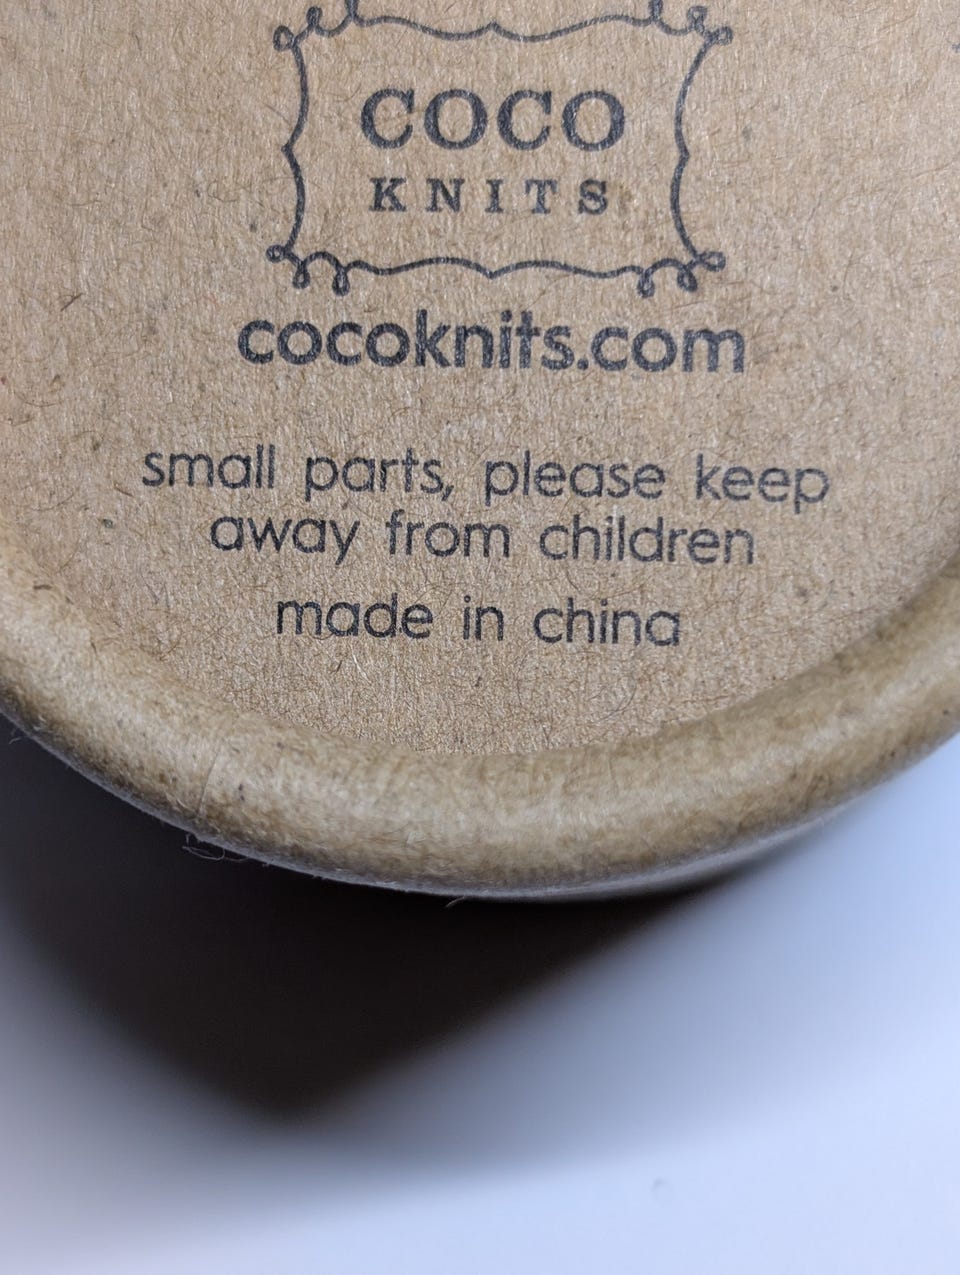 COCO
KNITS
cocoknits.com
small parts, please keep
away from children
made in china